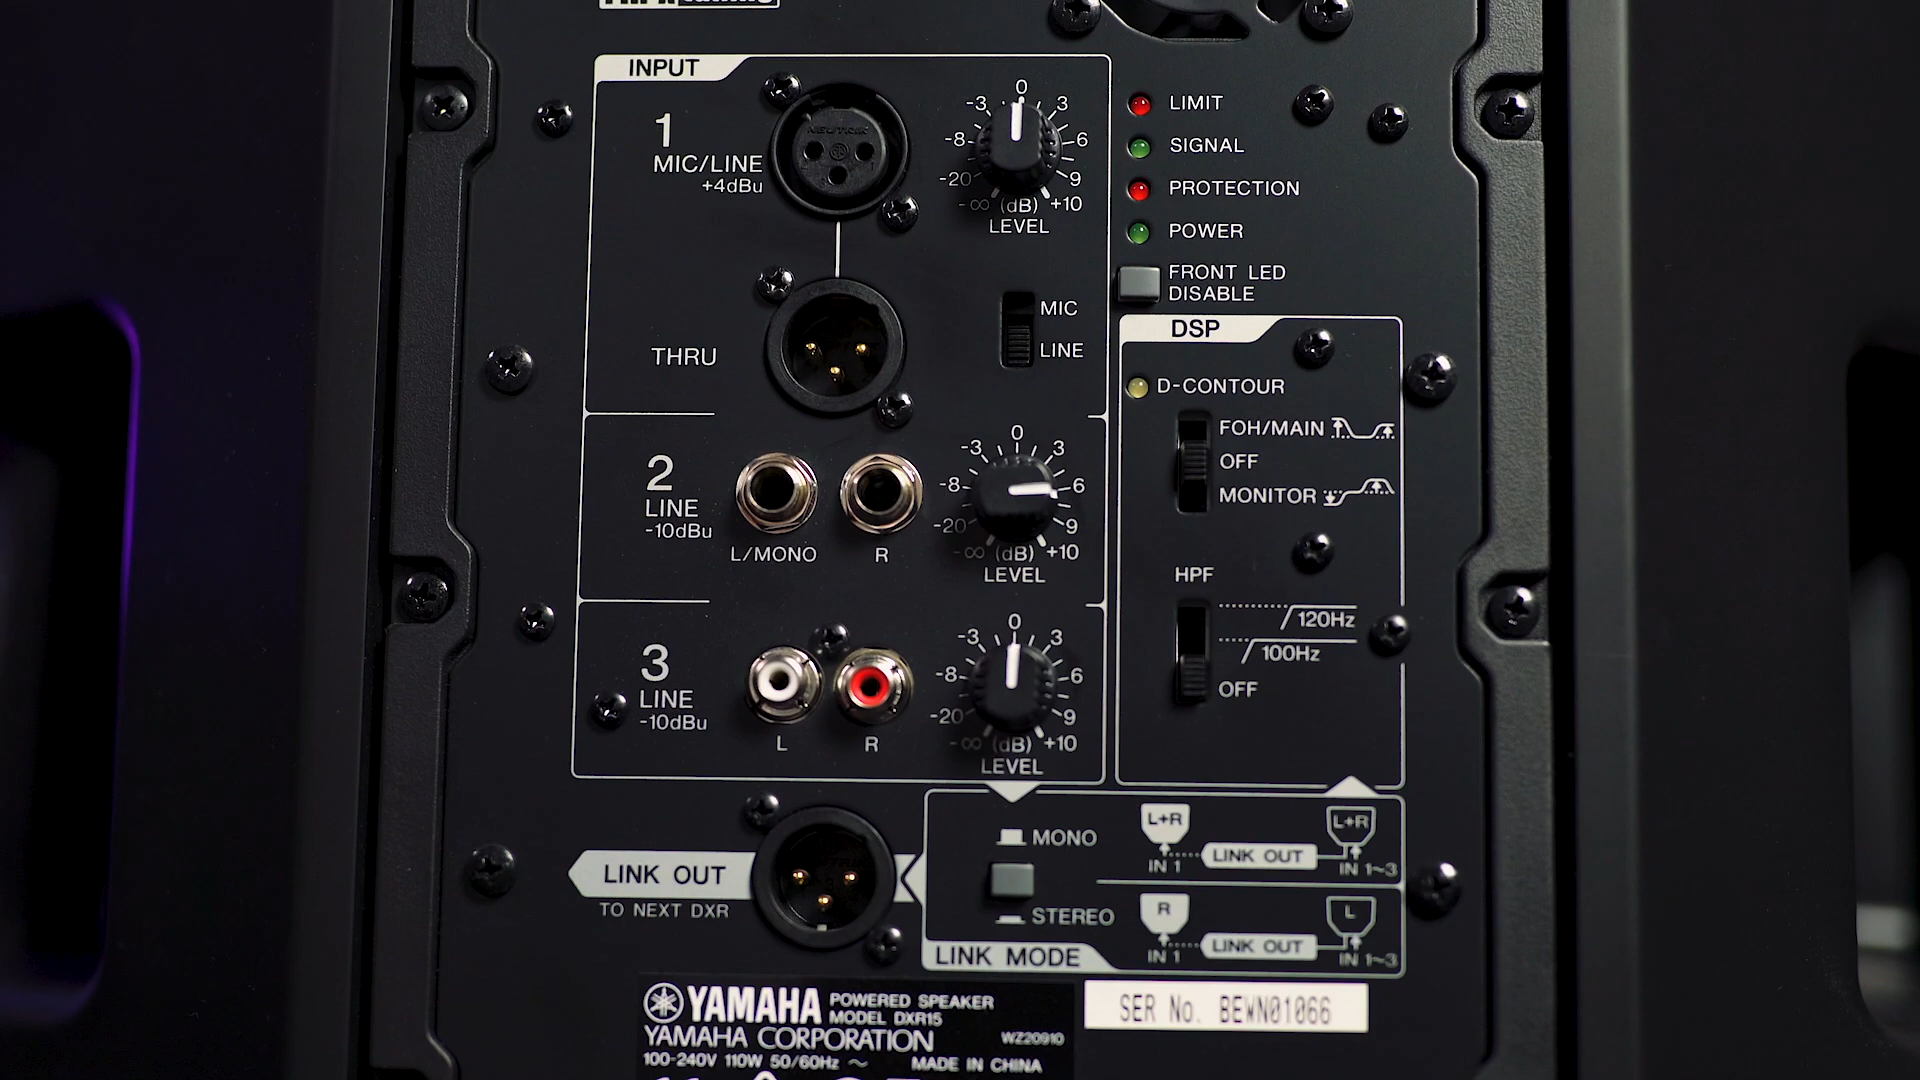 INPUT
1
MIC/LINE
+4dBu
NEUTRIK
0
-3 3
-8 6
-20 9
-∞ (dB) +10
LEVEL
LIMIT
SIGNAL
PROTECTION
POWER
FRONT LED
DISABLE
THRU
MIC
LINE
2
LINE
-10dBu
L/MONO R
0
-3 3
-8 6
-20 9
-∞ (dB) +10
LEVEL
3
LINE
-10dBu
L R
0
-3 3
-8 6
-20 9
-∞ (dB) +10
LEVEL
DSP
D-CONTOUR
FOH/MAIN
OFF
MONITOR
HPF
120Hz
100Hz
OFF
LINK OUT
TO NEXT DXR
MONO
STEREO
LINK MODE
L+R L+R
LINK OUT
IN 1 IN 1~3
R L
LINK OUT
IN 1 IN 1~3
YAMAHA POWERED SPEAKER
MODEL DXR15
YAMAHA CORPORATION WZ20910
100-240V 110W 50/60Hz ~ MADE IN CHINA
SER No. BEWN01066